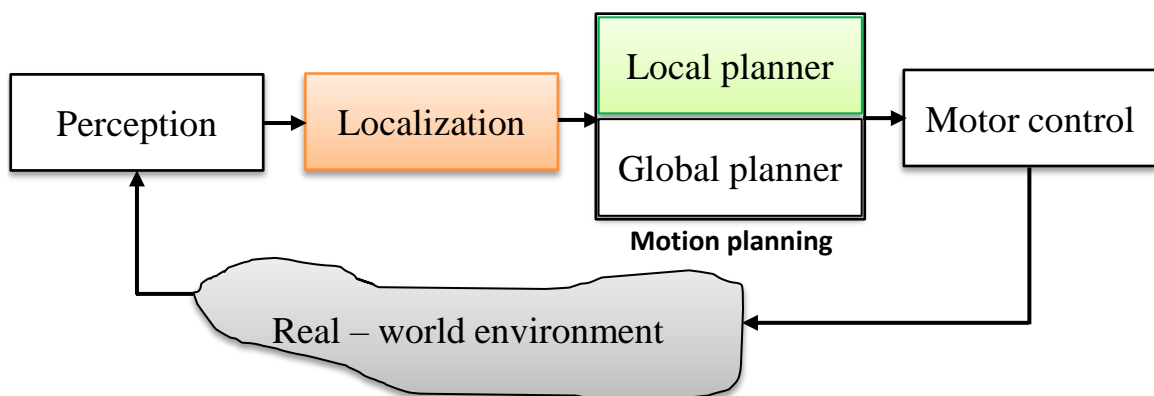 Local planner
Perception
Localization
Motor control
Global planner
Motion planning
Real – world environment